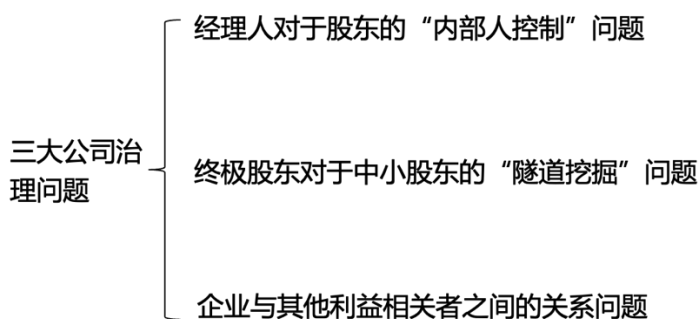 经理人对于股东的“内部人控制”问题
三大公司治
理问题
终极股东对于中小股东的“隧道挖掘”问题
企业与其他利益相关者之间的关系问题